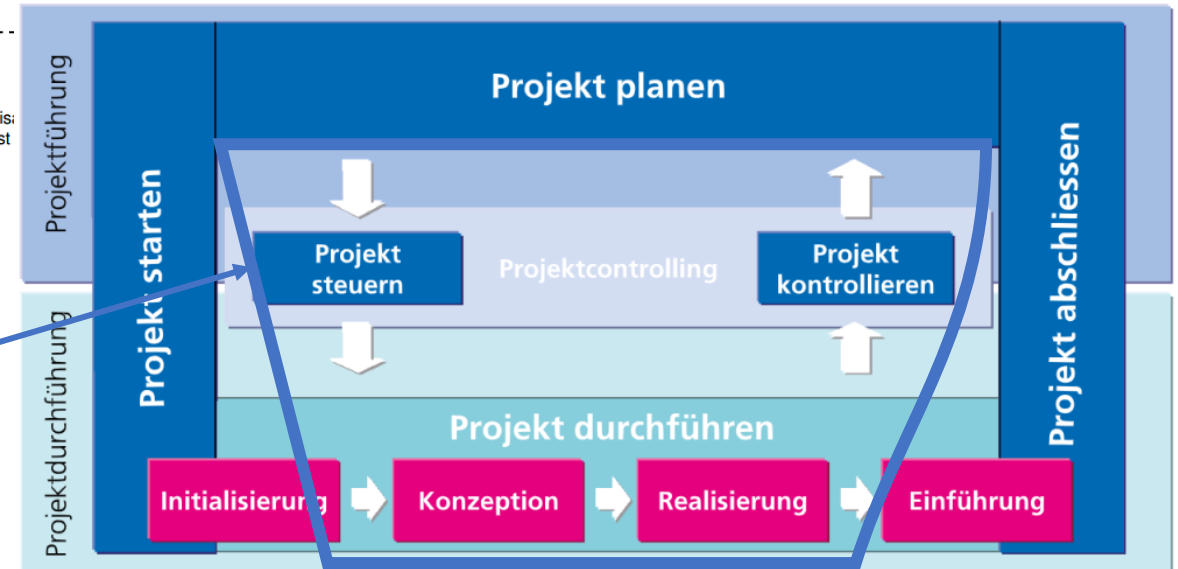 Projektführung
Projekt planen
Projekt starten
Projekt
steuern
Projektcontrolling
Projekt
kontrollieren
Projekt abschliessen
Projektdurchführung
Projekt durchführen
Initialisierung
Konzeption
Realisierung
Einführung